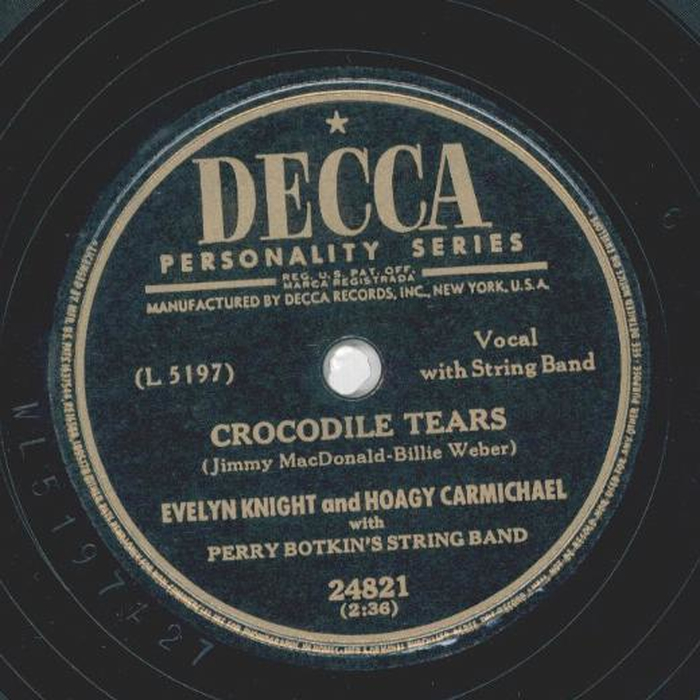 DECCA
PERSONALITY SERIES
REG. U.S. PAT. OFF.
MARCA REGISTRADA
MANUFACTURED BY DECCA RECORDS, INC., NEW YORK, U.S.A.
(L 5197)
Vocal
with String Band
CROCODILE TEARS
(Jimmy MacDonald-Billie Weber)
EVELYN KNIGHT and HOAGY CARMICHAEL
with
PERRY BOTKIN'S STRING BAND
24821
(2:36)